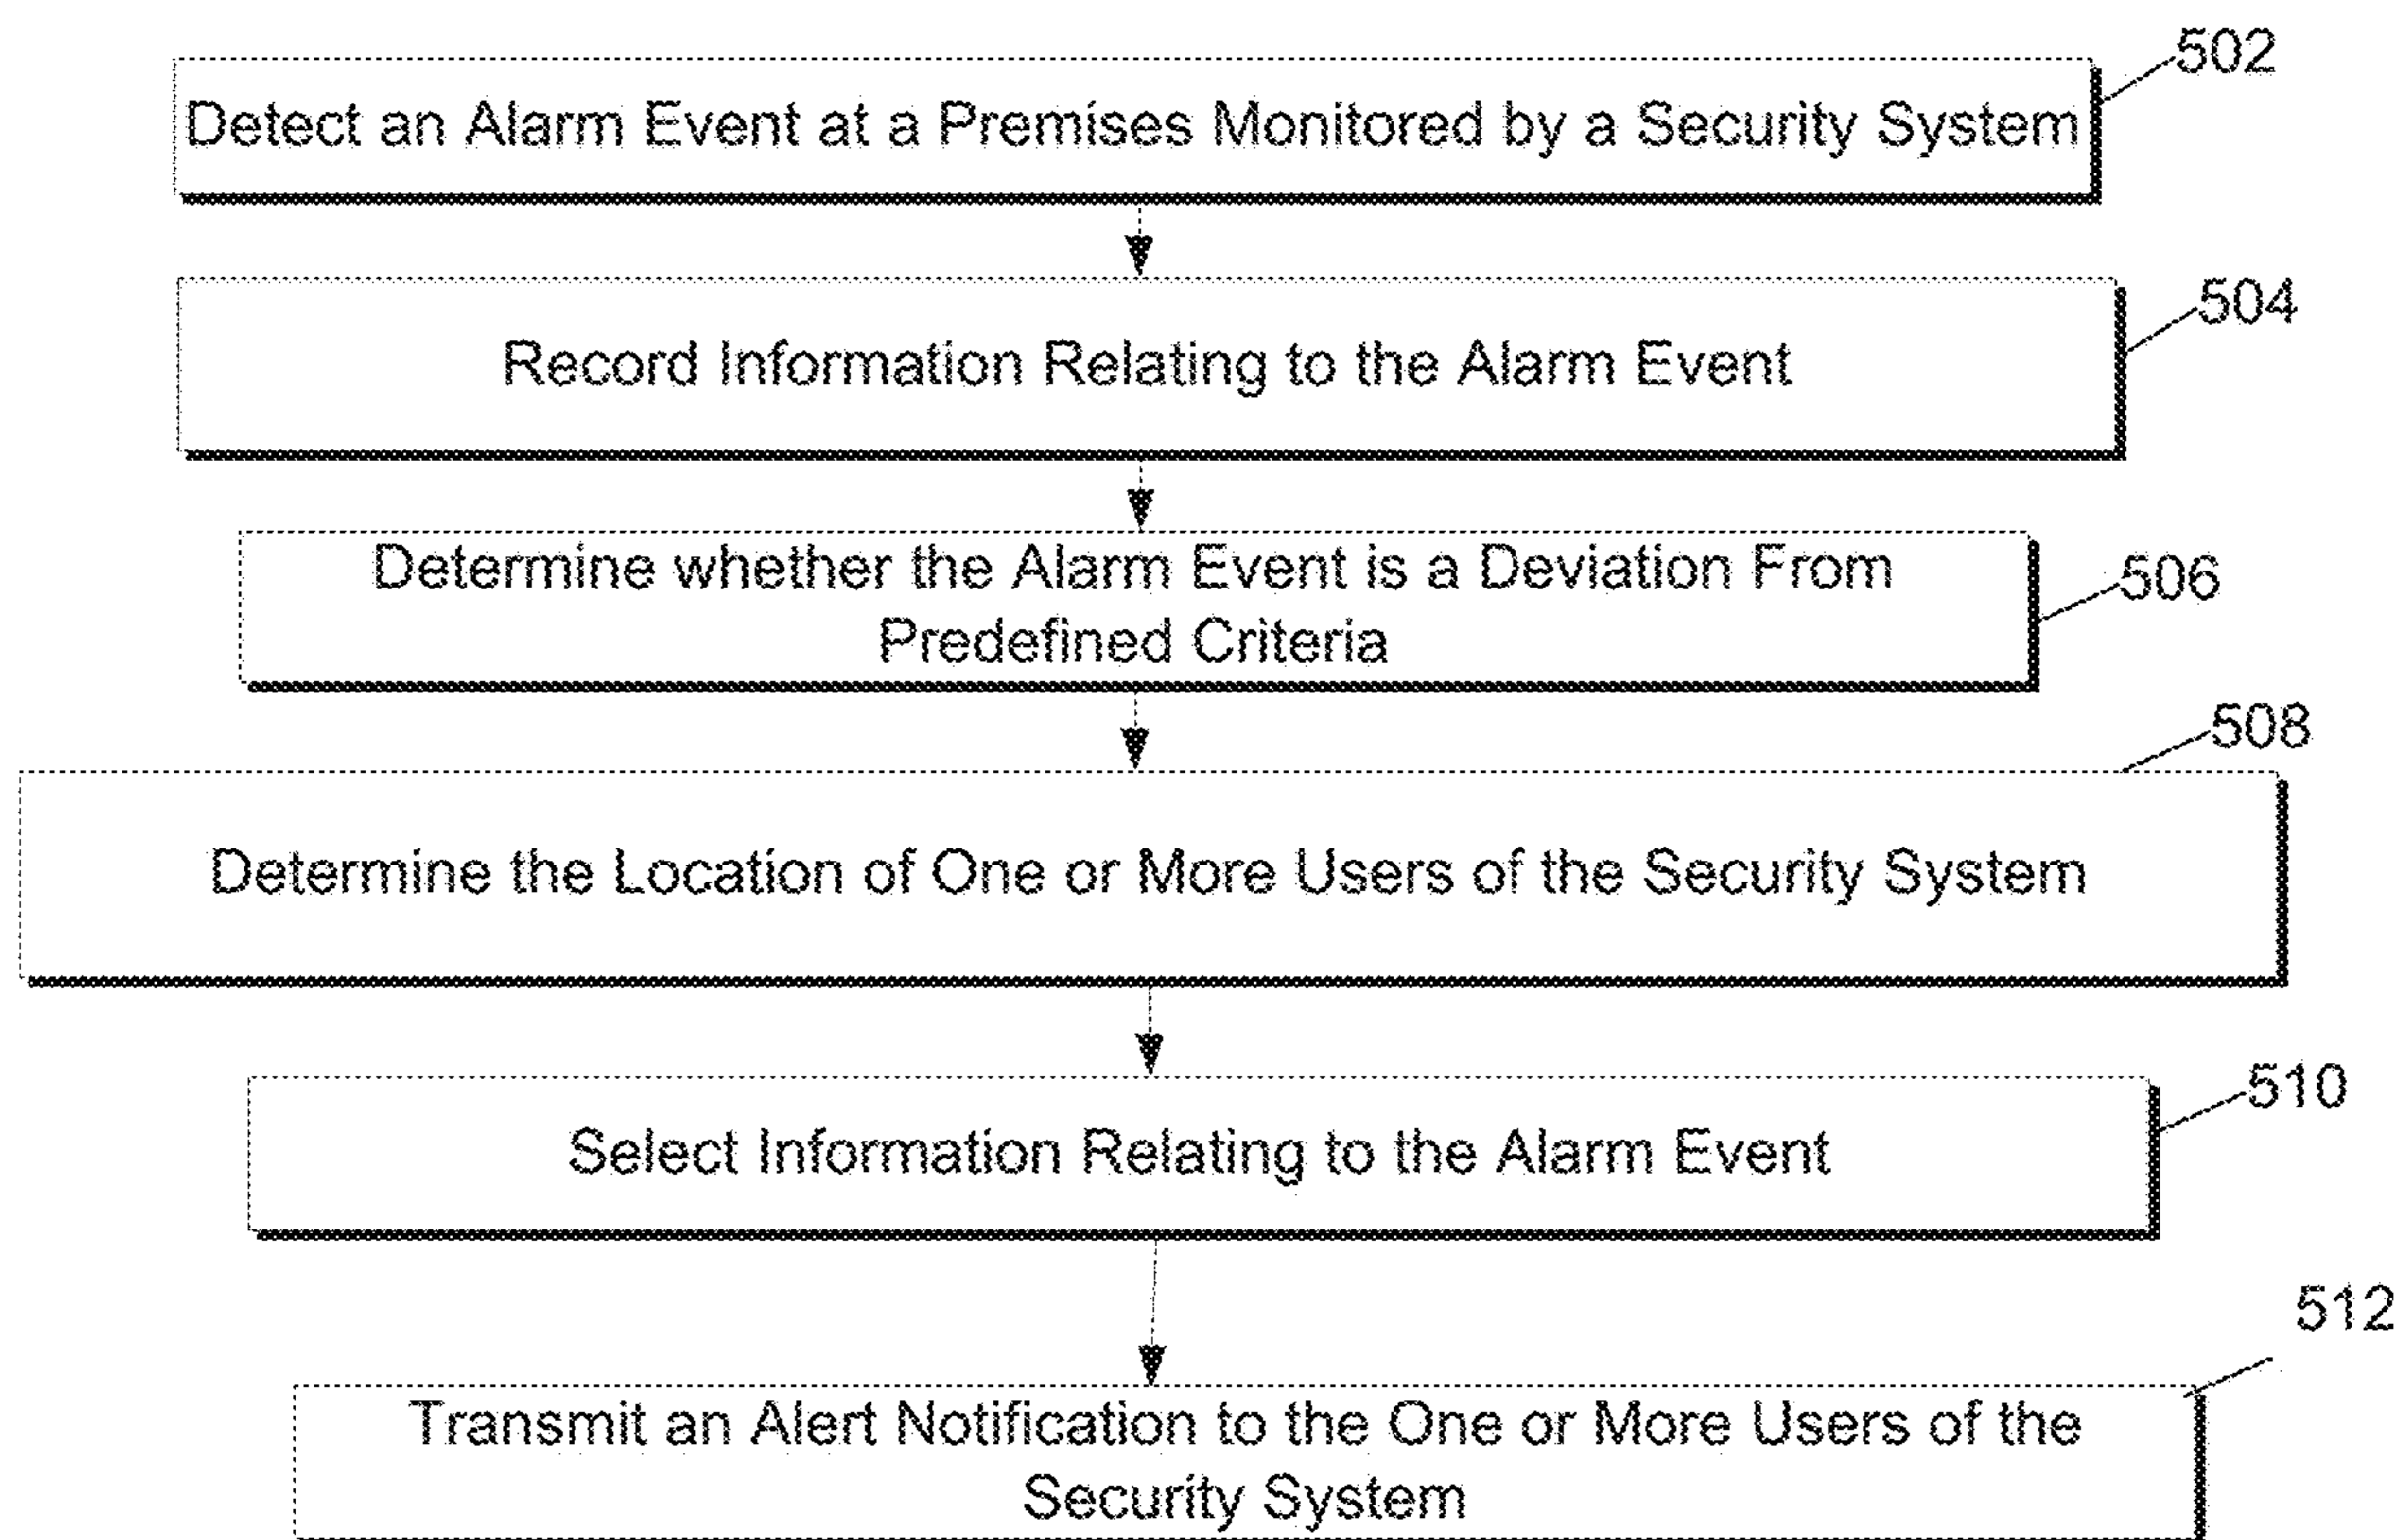 502
Detect an Alarm Event at a Premises Monitored by a Security System
504
Record Information Relating to the Alarm Event
506
Determine whether the Alarm Event is a Deviation From
Predefined Criteria
508
Determine the Location of One or More Users of the Security System
510
Select Information Relating to the Alarm Event
512
Transmit an Alert Notification to the One or More Users of the
Security System